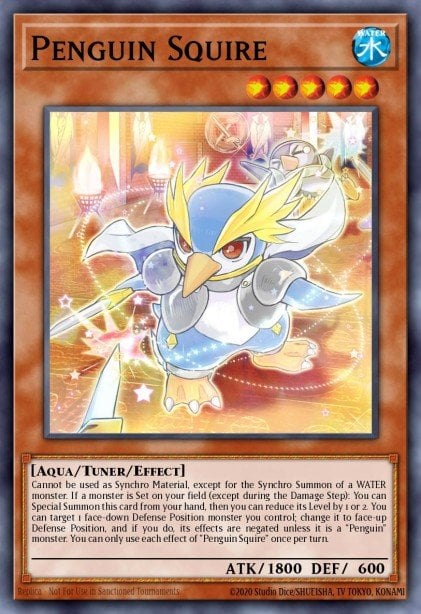 PENGUIN SQUIRE
WATER
水
[AQUA/TUNER/EFFECT]
Cannot be used as Synchro Material, except for the Synchro Summon of a WATER
monster. If a monster is Set on your field (except during the Damage Step): You can
Special Summon this card from your hand, then you can reduce its Level by 1 or 2. You
can target 1 face-down Defense Position monster you control; change it to face-up
Defense Position, and if you do, its effects are negated unless it is a "Penguin"
monster. You can only use each effect of "Penguin Squire" once per turn.
ATK/1800 DEF/ 600
Replica - Not For Use in Sanctioned Tournaments
©2020 Studio Dice/SHUEISHA, TV TOKYO, KONAMI